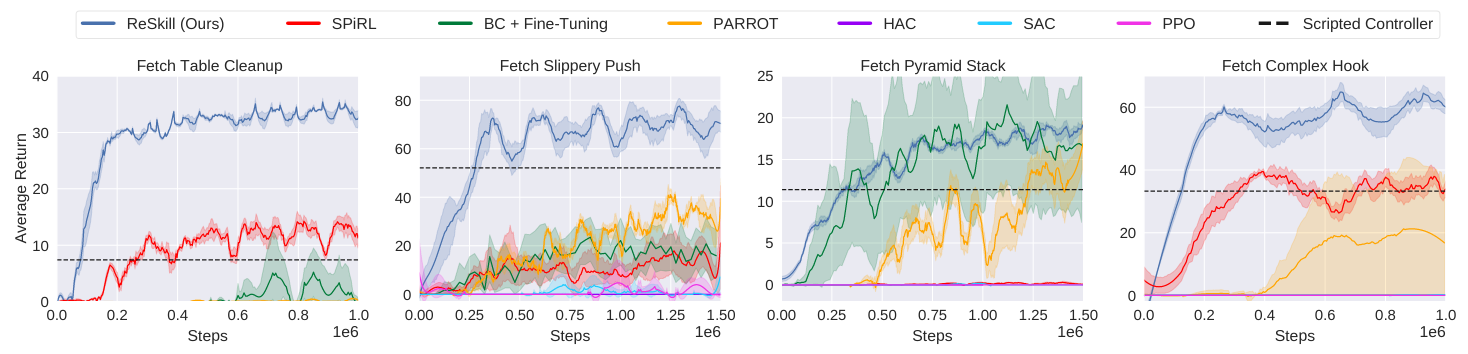 ReSkill (Ours) SPiRL BC + Fine-Tuning PARROT HAC SAC PPO Scripted Controller
Fetch Table Cleanup Fetch Slippery Push Fetch Pyramid Stack Fetch Complex Hook
Average Return
40
30
20
10
0
0.0 0.2 0.4 0.6 0.8 1.0
1e6
Steps
80
60
40
20
0
0.00 0.25 0.50 0.75 1.00 1.25 1.50
1e6
Steps
25
20
15
10
5
0
0.00 0.25 0.50 0.75 1.00 1.25 1.50
1e6
Steps
60
40
20
0
0.0 0.2 0.4 0.6 0.8 1.0
1e6
Steps